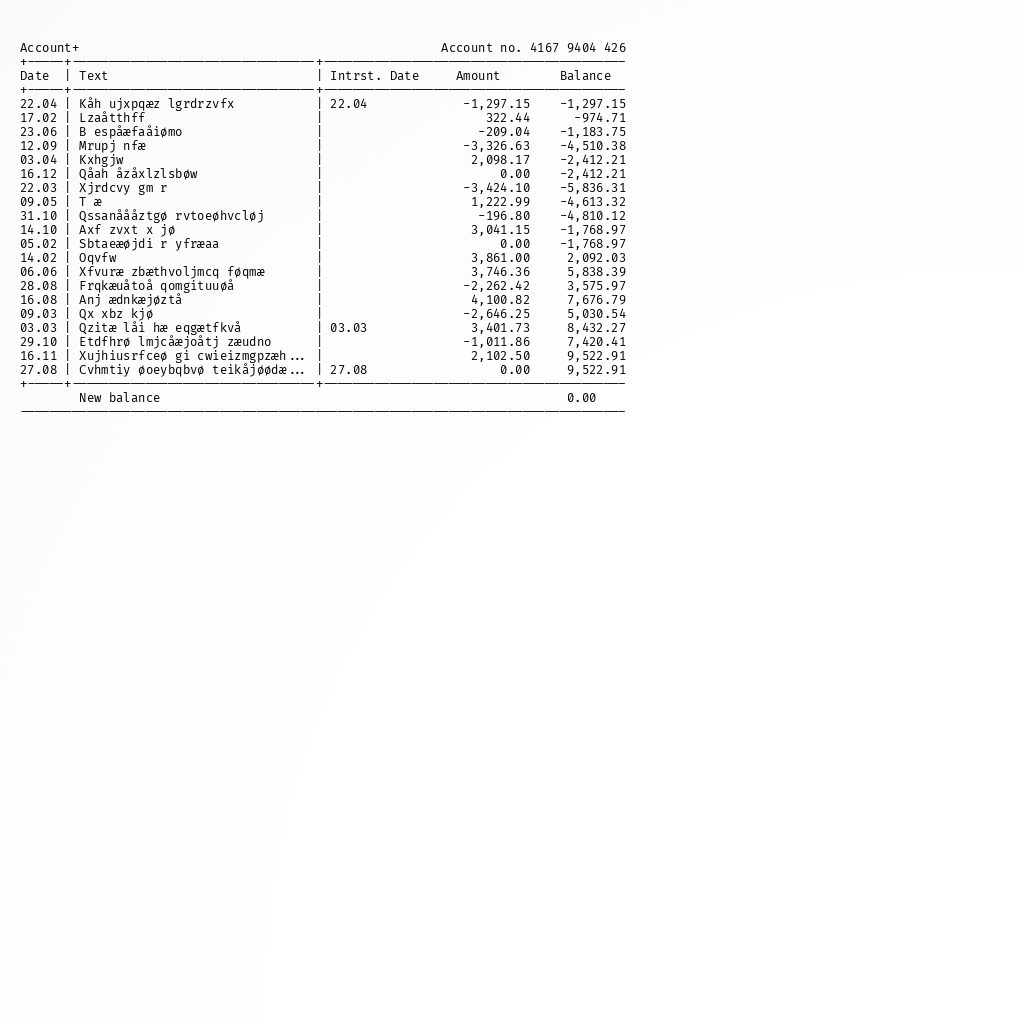 Account+ Account no. 4167 9404 426
Date | Text | Intrst. Date Amount Balance
22.04 | Kåh ujxpqæz lgrdrzvfx | 22.04 -1,297.15 -1,297.15
17.02 | Lzaåtthff | 322.44 -974.71
23.06 | B espåæfaåiømo | -209.04 -1,183.75
12.09 | Mrupj nfæ | -3,326.63 -4,510.38
03.04 | Kxhgjw | 2,098.17 -2,412.21
16.12 | Qåah åzåxlzlsbøw | 0.00 -2,412.21
22.03 | Xjrdcvy gm r | -3,424.10 -5,836.31
09.05 | T æ | 1,222.99 -4,613.32
31.10 | Qssanåååztgø rvtoeøhvcløj | -196.80 -4,810.12
14.10 | Axf zvxt x jø | 3,041.15 -1,768.97
05.02 | Sbtaeæøjdi r yfræaa | 0.00 -1,768.97
14.02 | Oqvfw | 3,861.00 2,092.03
06.06 | Xfvuræ zbæthvoljmcq føqmæ | 3,746.36 5,838.39
28.08 | Frqkæuåtoå qomgituuøå | -2,262.42 3,575.97
16.08 | Anj ædnkæjøztå | 4,100.82 7,676.79
09.03 | Qx xbz kjø | -2,646.25 5,030.54
03.03 | Qzitæ låi hæ eqgætfkvå | 03.03 3,401.73 8,432.27
29.10 | Etdfhrø lmjcåæjoåtj zæudno | -1,011.86 7,420.41
16.11 | Xujhiusrfceø gi cwieizmgpzæh... | 2,102.50 9,522.91
27.08 | Cvhmtiy øoeybqbvø teikåjøødæ... | 27.08 0.00 9,522.91
New balance 0.00